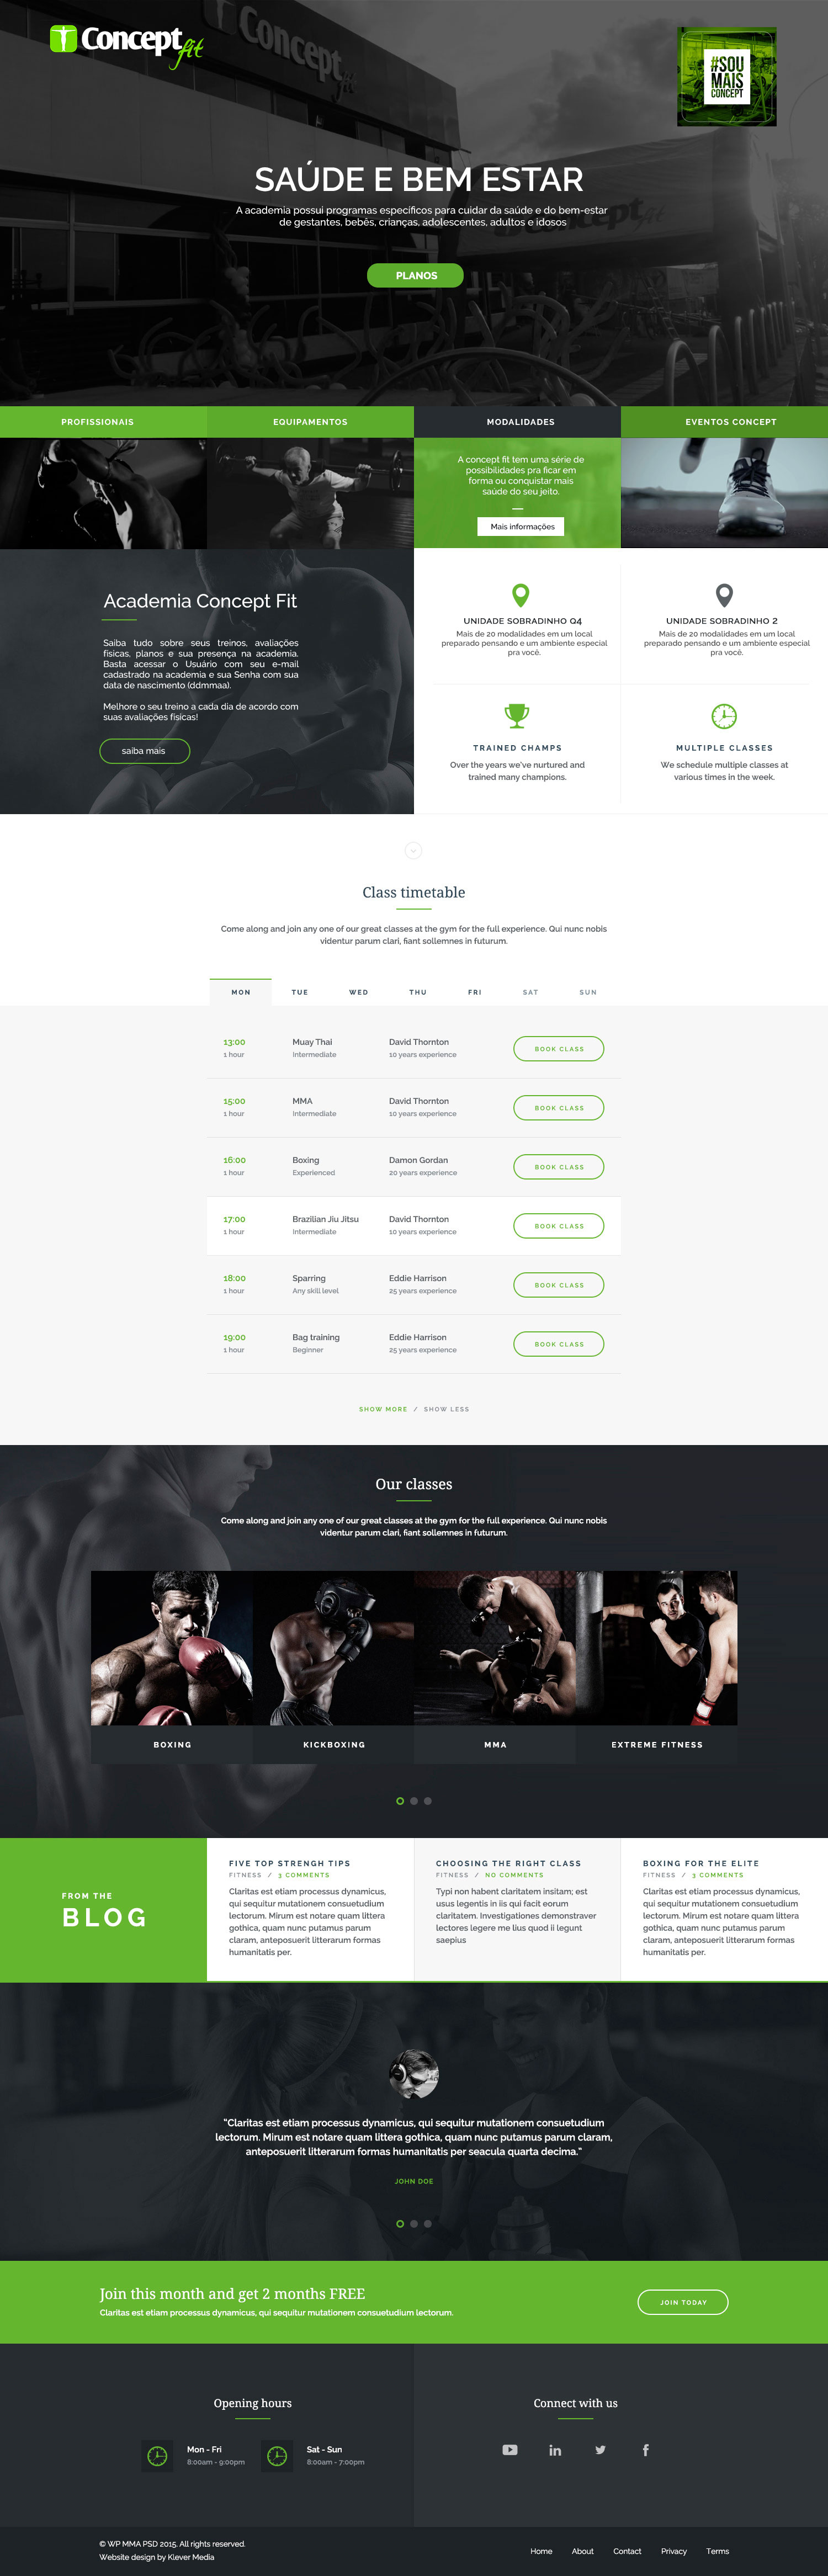 Concept fit
Concept
#SOU
MAIS
CONCEPT
SAÚDE E BEM ESTAR
A academia possui programas específicos para cuidar da saúde e do bem-estar
de gestantes, bebês, crianças, adolescentes, adultos e idosos
PLANOS
PROFISSIONAIS
EQUIPAMENTOS
MODALIDADES
EVENTOS CONCEPT
A concept fit tem uma série de
possibilidades pra ficar em
forma ou conquistar mais
saúde do seu jeito.
Mais informações
Academia Concept Fit
Saiba tudo sobre seus treinos, avaliações
físicas, planos e sua presença na academia.
Basta acessar o Usuário com seu e-mail
cadastrado na academia e sua Senha com sua
data de nascimento (ddmmaa).
Melhore o seu treino a cada dia de acordo com
suas avaliações físicas!
saiba mais
UNIDADE SOBRADINHO Q4
Mais de 20 modalidades em um local
preparado pensando e um ambiente especial
pra você.
UNIDADE SOBRADINHO 2
Mais de 20 modalidades em um local
preparado pensando e um ambiente especial
pra você.
TRAINED CHAMPS
Over the years we've nurtured and
trained many champions.
MULTIPLE CLASSES
We schedule multiple classes at
various times in the week.
Class timetable
Come along and join any one of our great classes at the gym for the full experience. Qui nunc nobis
videntur parum clari, fiant sollemnes in futurum.
MON TUE WED THU FRI SAT SUN
13:00 Muay Thai David Thornton
1 hour Intermediate 10 years experience
BOOK CLASS
15:00 MMA David Thornton
1 hour Intermediate 10 years experience
BOOK CLASS
16:00 Boxing Damon Gordan
1 hour Experienced 20 years experience
BOOK CLASS
17:00 Brazilian Jiu Jitsu David Thornton
1 hour Intermediate 10 years experience
BOOK CLASS
18:00 Sparring Eddie Harrison
1 hour Any skill level 25 years experience
BOOK CLASS
19:00 Bag training Eddie Harrison
1 hour Beginner 25 years experience
BOOK CLASS
SHOW MORE / SHOW LESS
Our classes
Come along and join any one of our great classes at the gym for the full experience. Qui nunc nobis
videntur parum clari, fiant sollemnes in futurum.
BOXING
KICKBOXING
MMA
EXTREME FITNESS
FROM THE
BLOG
FIVE TOP STRENGH TIPS
FITNESS / 3 COMMENTS
Claritas est etiam processus dynamicus,
qui sequitur mutationem consuetudium
lectorum. Mirum est notare quam littera
gothica, quam nunc putamus parum
claram, anteposuerit litterarum formas
humanitatis per.
CHOOSING THE RIGHT CLASS
FITNESS / NO COMMENTS
Typi non habent claritatem insitam; est
usus legentis in iis qui facit eorum
claritatem. Investigationes demonstraver
lectores legere me lius quod ii legunt
saepius
BOXING FOR THE ELITE
FITNESS / 3 COMMENTS
Claritas est etiam processus dynamicus,
qui sequitur mutationem consuetudium
lectorum. Mirum est notare quam littera
gothica, quam nunc putamus parum
claram, anteposuerit litterarum formas
humanitatis per.
"Claritas est etiam processus dynamicus, qui sequitur mutationem consuetudium
lectorum. Mirum est notare quam littera gothica, quam nunc putamus parum claram,
anteposuerit litterarum formas humanitatis per seacula quarta decima."
JOHN DOE
Join this month and get 2 months FREE
Claritas est etiam processus dynamicus, qui sequitur mutationem consuetudium lectorum.
JOIN TODAY
Opening hours
Mon - Fri
8:00am - 9:00pm
Sat - Sun
8:00am - 7:00pm
Connect with us
© WP MMA PSD 2015. All rights reserved.
Website design by Klever Media
Home About Contact Privacy Terms